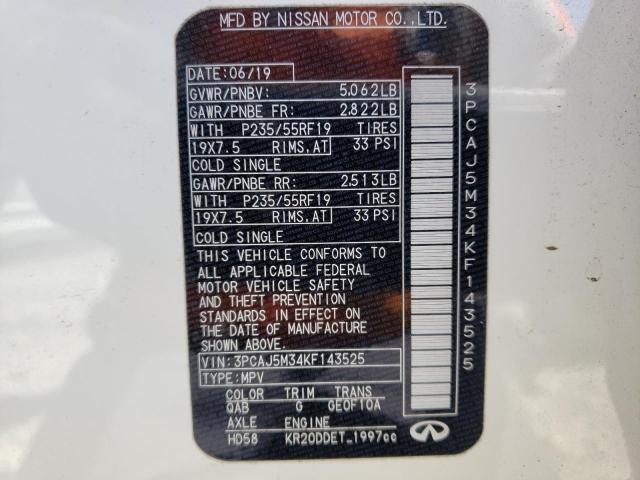 MFD BY NISSAN MOTOR CO.,LTD.
DATE:06/19
GVWR/PNBV: 5.062LB
GAWR/PNBE FR: 2.822LB
WITH P235/55RF19 TIRES
19X7.5 RIMS.AT 33 PSI
COLD SINGLE
GAWR/PNBE RR: 2.513LB
WITH P235/55RF19 TIRES
19X7.5 RIMS.AT 33 PSI
COLD SINGLE
THIS VEHICLE CONFORMS TO
ALL APPLICABLE FEDERAL
MOTOR VEHICLE SAFETY
AND THEFT PREVENTION
STANDARDS IN EFFECT ON
THE DATE OF MANUFACTURE
SHOWN ABOVE.
VIN:3PCAJ5M34KF143525
TYPE:MPV
COLOR TRIM TRANS
QAB G GE0F10A
AXLE ENGINE
HD58 KR20DDET_1997cc
3PCAJ5M34KF143525